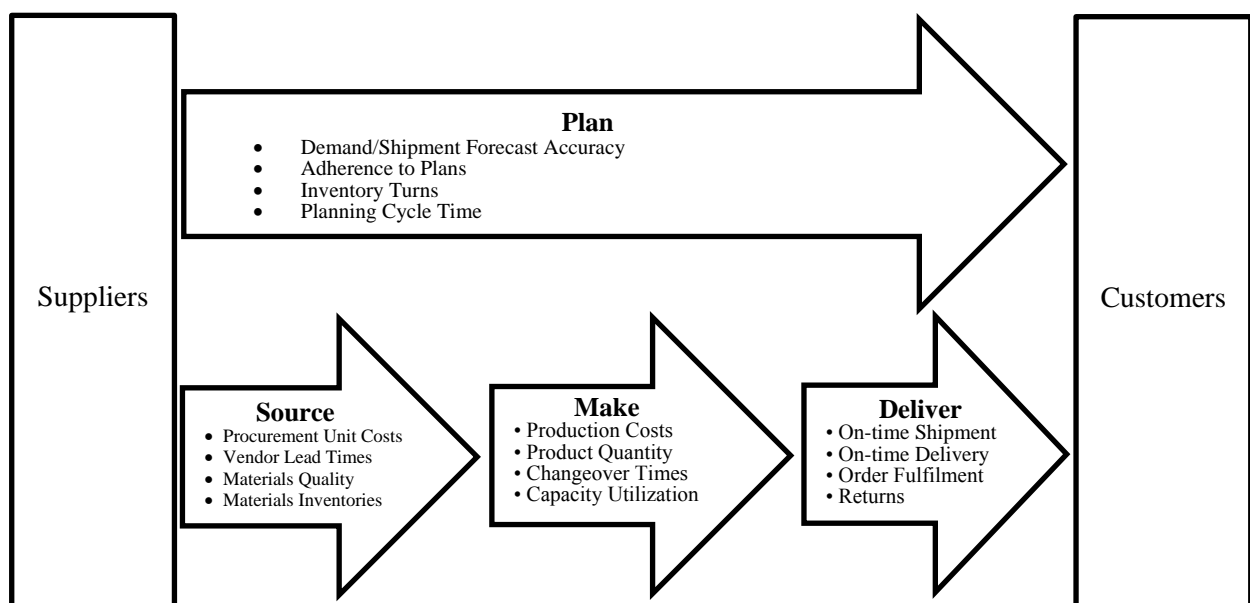 Plan
• Demand/Shipment Forecast Accuracy
• Adherence to Plans
• Inventory Turns
• Planning Cycle Time
Suppliers
Customers
Source
• Procurement Unit Costs
• Vendor Lead Times
• Materials Quality
• Materials Inventories
Make
• Production Costs
• Product Quantity
• Changeover Times
• Capacity Utilization
Deliver
• On-time Shipment
• On-time Delivery
• Order Fulfilment
• Returns